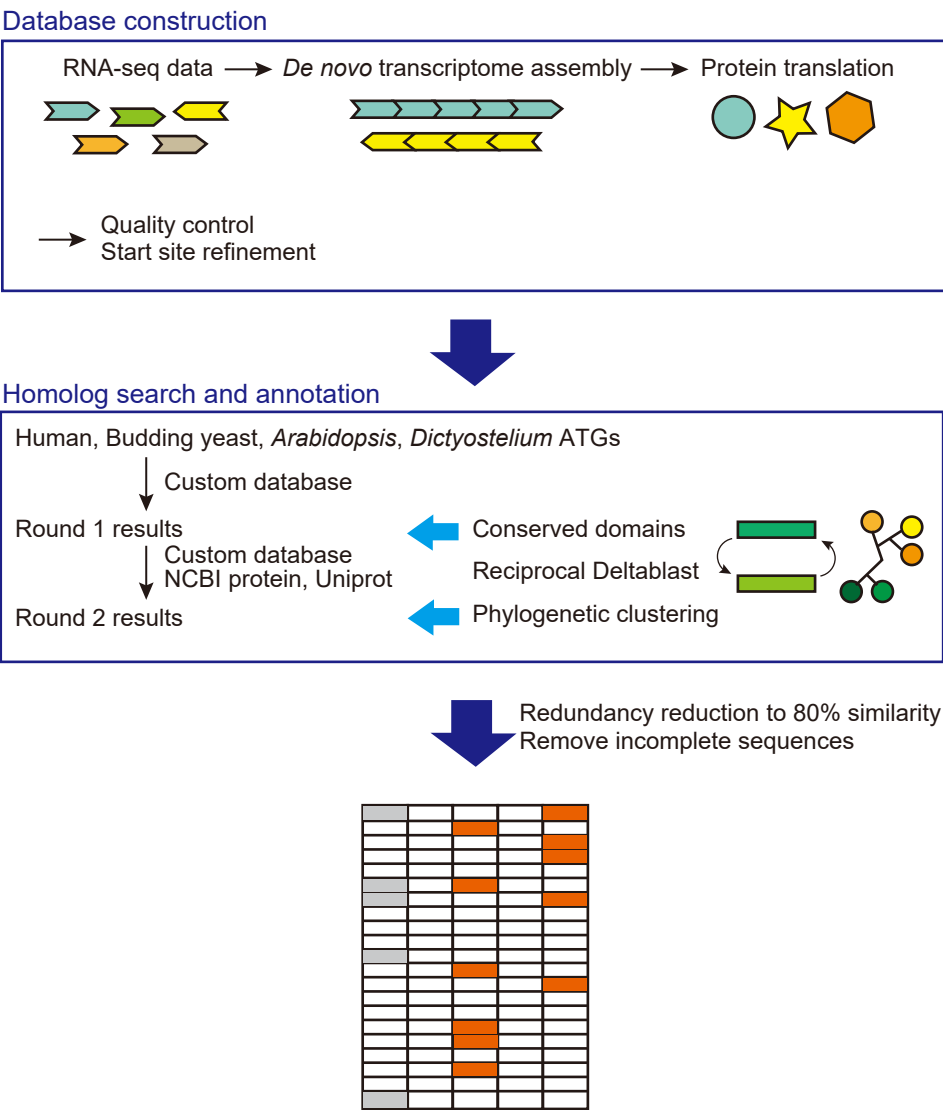 Database construction
RNA-seq data → De novo transcriptome assembly → Protein translation
→ Quality control
Start site refinement
Homolog search and annotation
Human, Budding yeast, Arabidopsis, Dictyostelium ATGs
Custom database
Round 1 results
Conserved domains
Custom database
NCBI protein, Uniprot
Reciprocal Deltablast
Round 2 results
Phylogenetic clustering
Redundancy reduction to 80% similarity
Remove incomplete sequences